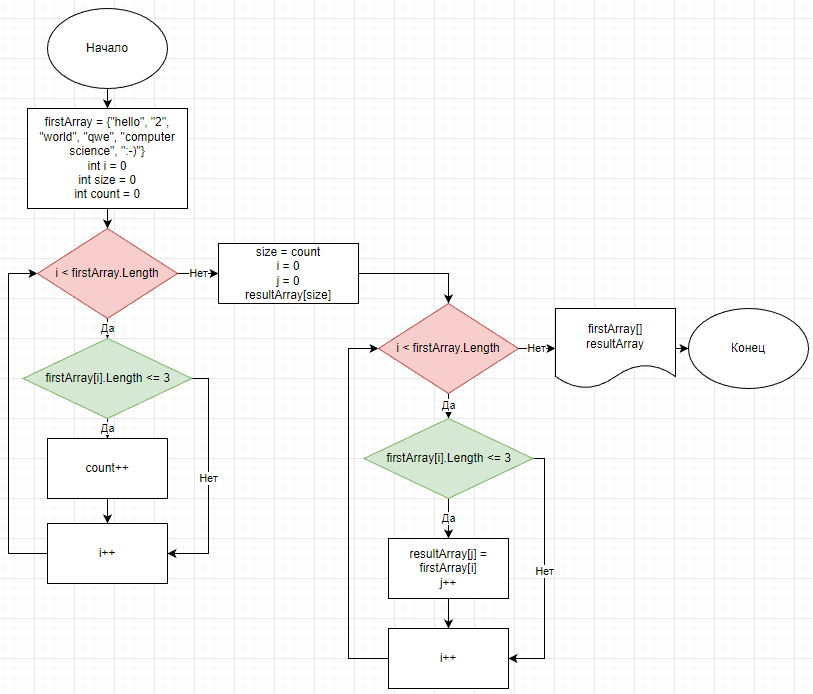 Начало
firstArray = {"hello", "2",
"world", "qwe", "computer
science", ":-)"}
int i = 0
int size = 0
int count = 0
i < firstArray.Length
Нет
size = count
i = 0
j = 0
resultArray[size]
Да
firstArray[i].Length <= 3
Да
count++
Нет
i++
i < firstArray.Length
Нет
firstArray[]
resultArray
Конец
Да
firstArray[i].Length <= 3
Да
resultArray[j] =
firstArray[i]
j++
Нет
i++